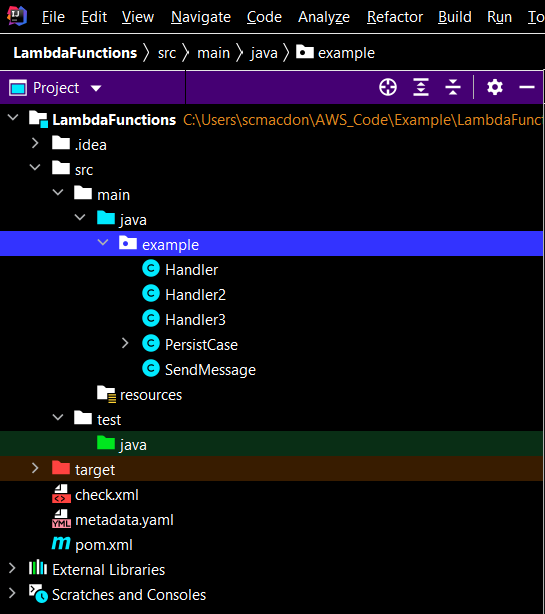 IJ File Edit View Navigate Code Analyze Refactor Build Run To
LambdaFunctions src main java example
Project
LambdaFunctions C:\Users\scmacdon\AWS_Code\Example\LambdaFunct
.idea
src
main
java
example
C Handler
C Handler2
C Handler3
C PersistCase
C SendMessage
resources
test
java
target
<> check.xml
YML metadata.yaml
m pom.xml
External Libraries
Scratches and Consoles